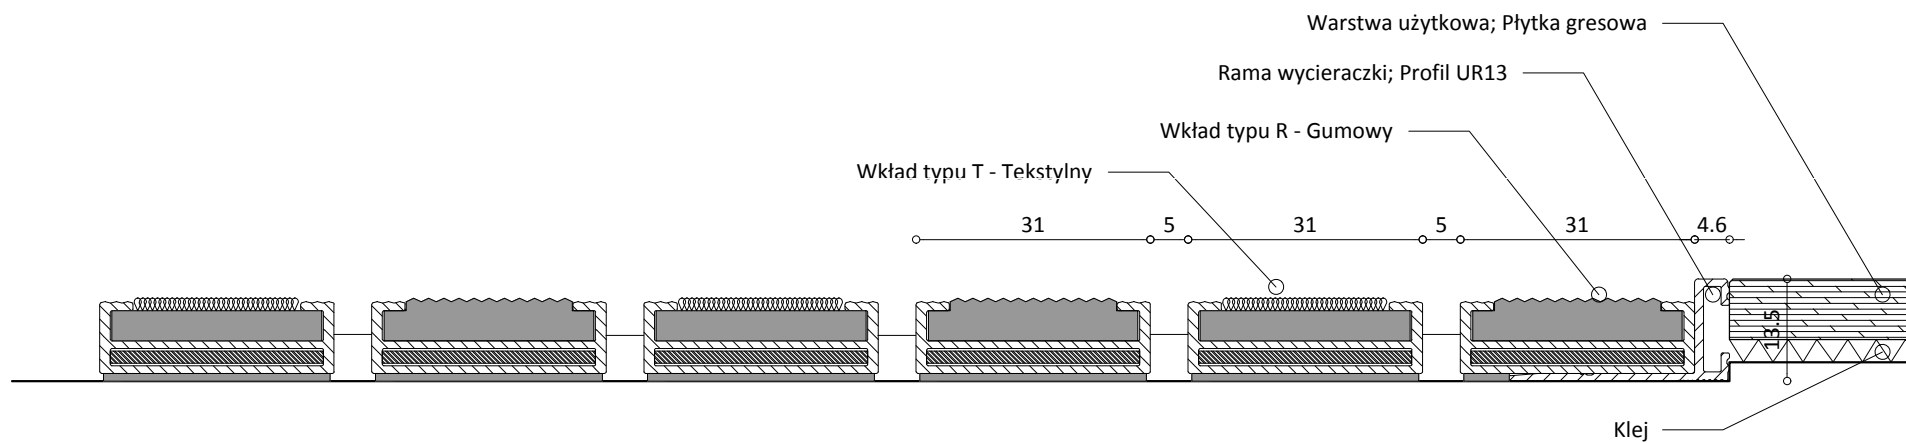 Warstwa użytkowa; Płytka gresowa
Rama wycieraczki; Profil UR13
Wkład typu R - Gumowy
Wkład typu T - Tekstylny
31 5 31 5 31 4.6
13.5
Klej